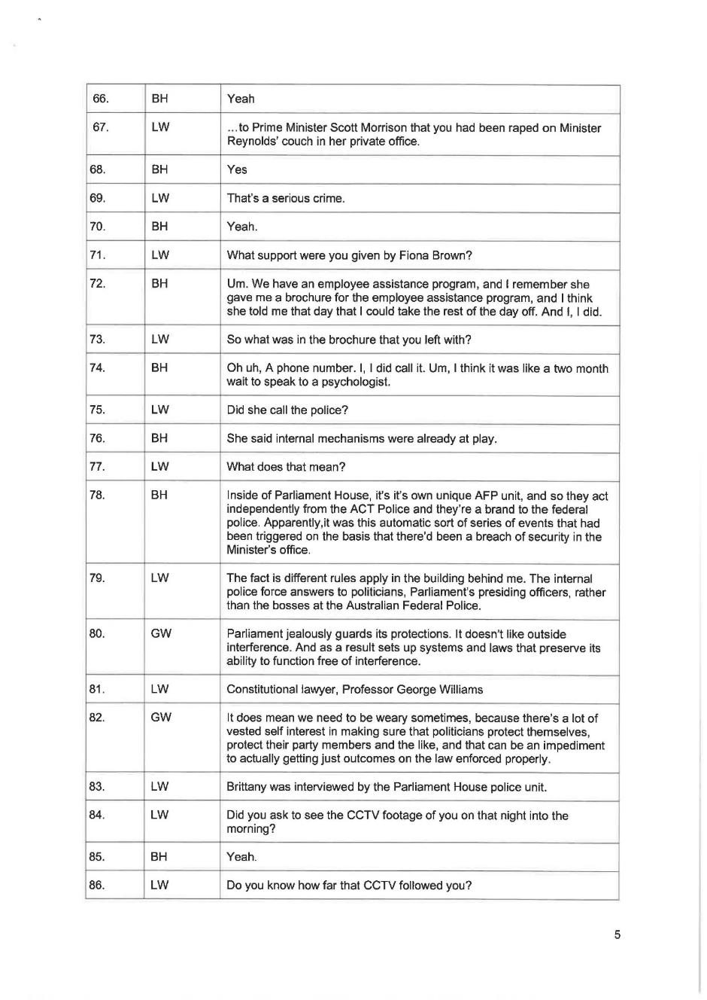 66. BH Yeah
67. LW ...to Prime Minister Scott Morrison that you had been raped on Minister
Reynolds' couch in her private office.
68. BH Yes
69. LW That's a serious crime.
70. BH Yeah.
71. LW What support were you given by Fiona Brown?
72. BH Um. We have an employee assistance program, and I remember she
gave me a brochure for the employee assistance program, and I think
she told me that day that I could take the rest of the day off. And I, I did.
73. LW So what was in the brochure that you left with?
74. BH Oh uh, A phone number. I, I did call it. Um, I think it was like a two month
wait to speak to a psychologist.
75. LW Did she call the police?
76. BH She said internal mechanisms were already at play.
77. LW What does that mean?
78. BH Inside of Parliament House, it's it's own unique AFP unit, and so they act
independently from the ACT Police and they're a brand to the federal
police. Apparently,it was this automatic sort of series of events that had
been triggered on the basis that there'd been a breach of security in the
Minister's office.
79. LW The fact is different rules apply in the building behind me. The internal
police force answers to politicians, Parliament's presiding officers, rather
than the bosses at the Australian Federal Police.
80. GW Parliament jealously guards its protections. It doesn't like outside
interference. And as a result sets up systems and laws that preserve its
ability to function free of interference.
81. LW Constitutional lawyer, Professor George Williams
82. GW It does mean we need to be weary sometimes, because there's a lot of
vested self interest in making sure that politicians protect themselves,
protect their party members and the like, and that can be an impediment
to actually getting just outcomes on the law enforced properly.
83. LW Brittany was interviewed by the Parliament House police unit.
84. LW Did you ask to see the CCTV footage of you on that night into the
morning?
85. BH Yeah.
86. LW Do you know how far that CCTV followed you?
5